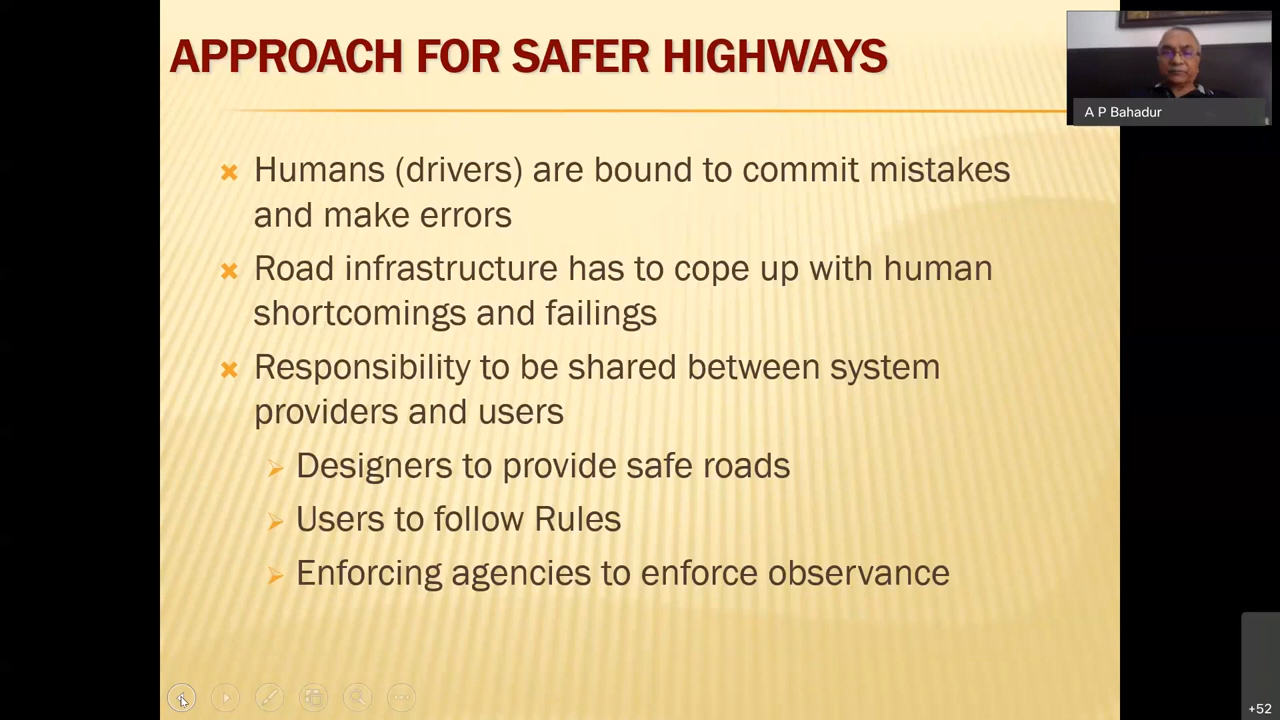 APPROACH FOR SAFER HIGHWAYS
A P Bahadur
Humans (drivers) are bound to commit mistakes
and make errors
Road infrastructure has to cope up with human
shortcomings and failings
Responsibility to be shared between system
providers and users
Designers to provide safe roads
Users to follow Rules
Enforcing agencies to enforce observance
+52